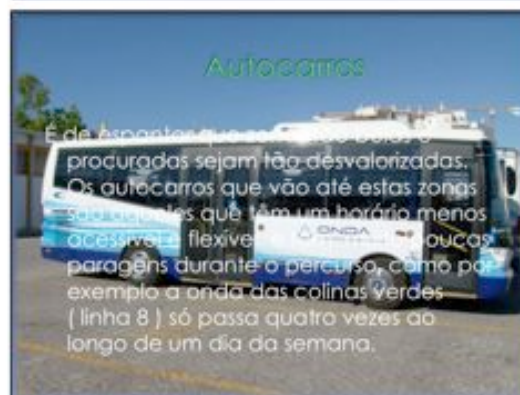 Autocarros
É de espantar que
procuradas sejam tão desvalorizadas.
Os autocarros que vão até estas zonas
são aqueles que têm um horário menos
acessível e flexível poucas
paragens durante o percurso, como por
exemplo a onda das colinas verdes
( linha 8 ) só passa quatro vezes ao
longo de um dia da semana.
ONDA